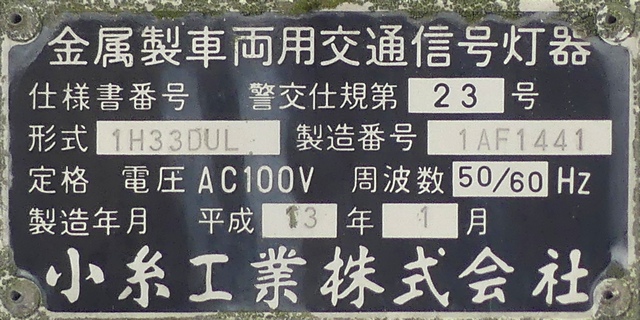 金属製車両用交通信号灯器
仕様書番号 警交仕規第 23 号
形式 1H33DUL 製造番号 1AF1441
定格 電圧 AC100V 周波数 50/60 Hz
製造年月 平成 13 年 1 月
小糸工業株式会社